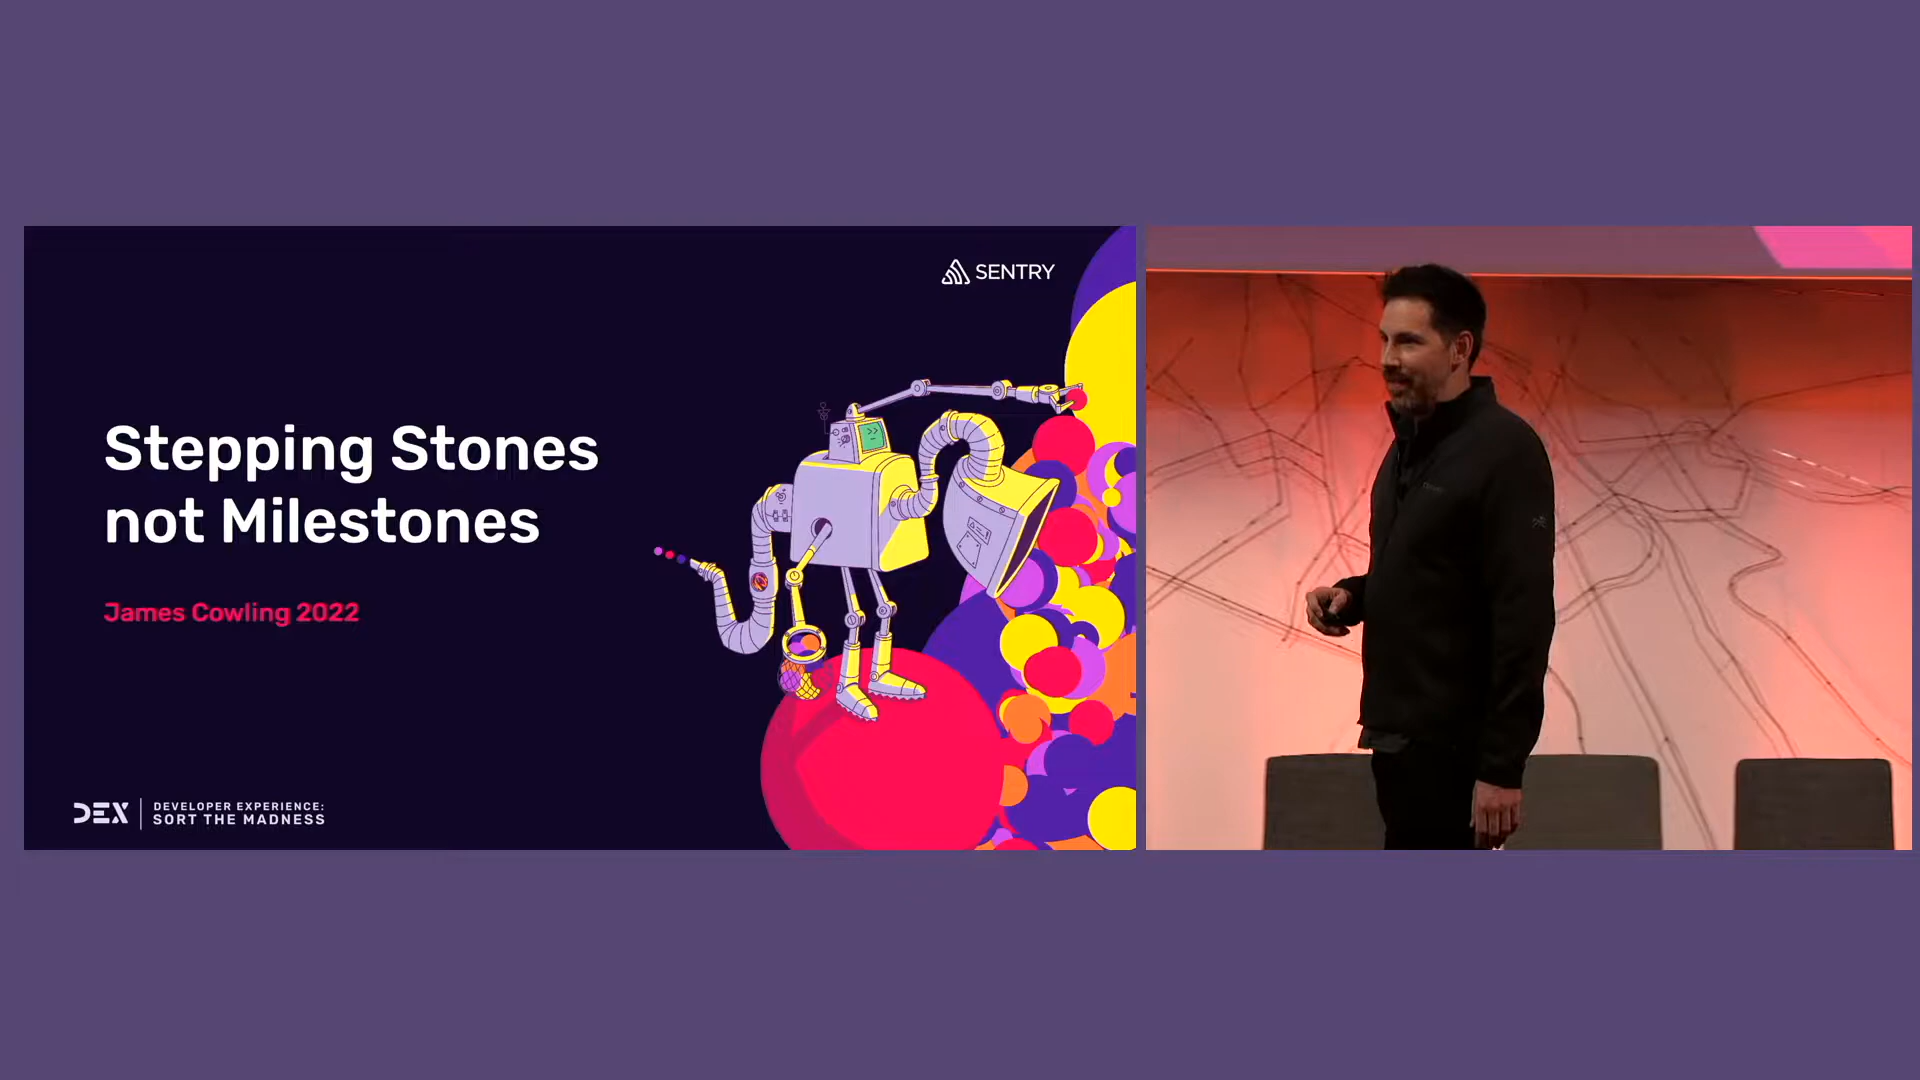 SENTRY
Stepping Stones
not Milestones
James Cowling 2022
DEX
DEVELOPER EXPERIENCE:
SORT THE MADNESS
>>